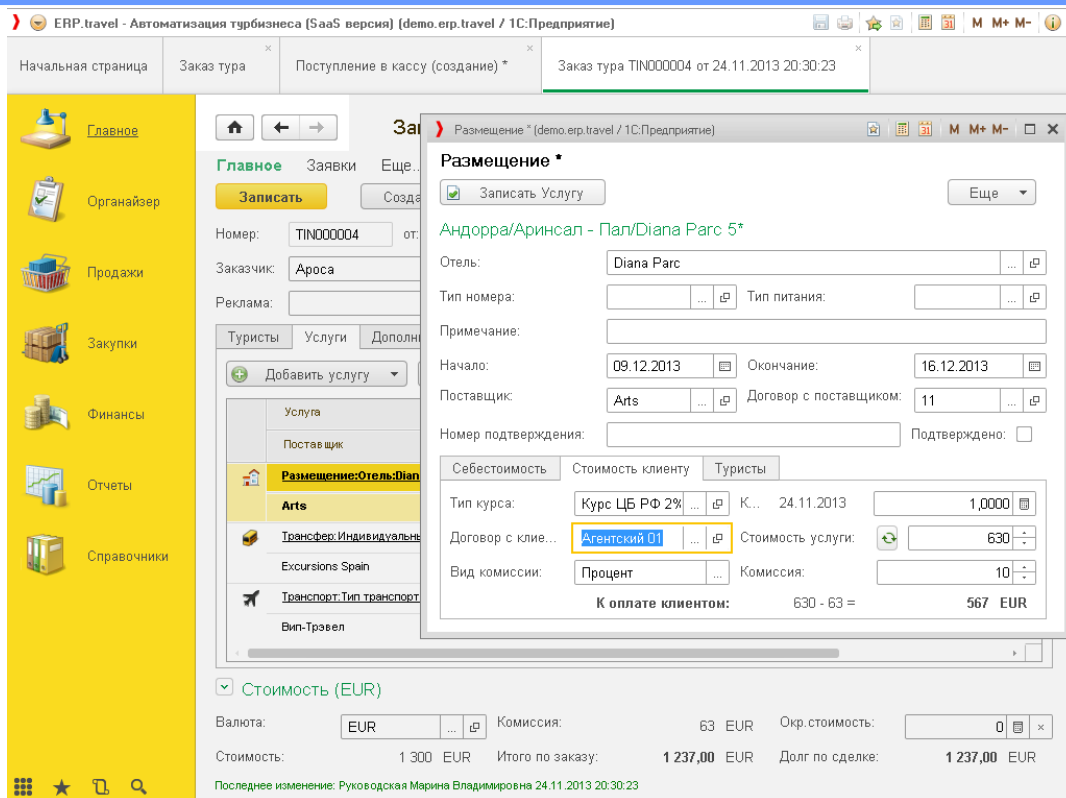 ERP.travel - Автоматизация турбизнеса (SaaS версия) (demo.erp.travel / 1С:Предприятие)
31 M M+ M-
Начальная страница
Заказ тура
Поступление в кассу (создание) *
Заказ тура TIN000004 от 24.11.2013 20:30:23
Главное
Органайзер
Продажи
Закупки
Финансы
Отчеты
Справочники
Главное Заявки Еще...
Записать
Номер: TIN000004 от:
Заказчик: Ароса
Реклама:
Туристы Услуги
Добавить услугу
Услуга
Поставщик
Размещение:Отель:Dian
Arts
Трансфер:Индивидуальн
Excursions Spain
Транспорт:Тип транспорт
Вип-Трэвел
Размещение * (demo.erp.travel / 1С:Предприятие)
31 M M+ M-
Размещение *
Записать Услугу
Еще
Андорра/Аринсал - Пал/Diana Parc 5*
Отель: Diana Parc
Тип номера: Тип питания:
Примечание:
Начало: 09.12.2013 Окончание: 16.12.2013
Поставщик: Arts Договор с поставщиком: 11
Номер подтверждения: Подтверждено:
Себестоимость Стоимость клиенту Туристы
Тип курса: Курс ЦБ РФ 2% К... 24.11.2013 1,0000
Договор с клие... Агентский 01 Стоимость услуги: 630
Вид комиссии: Процент Комиссия: 10
К оплате клиентом: 630 - 63 = 567 EUR
Стоимость (EUR)
Валюта: EUR Комиссия: 63 EUR Окр.стоимость: 0
Стоимость: 1 300 EUR Итого по заказу: 1 237,00 EUR Долг по сделке: 1 237,00 EUR
Последнее изменение: Руководская Марина Владимировна 24.11.2013 20:30:23